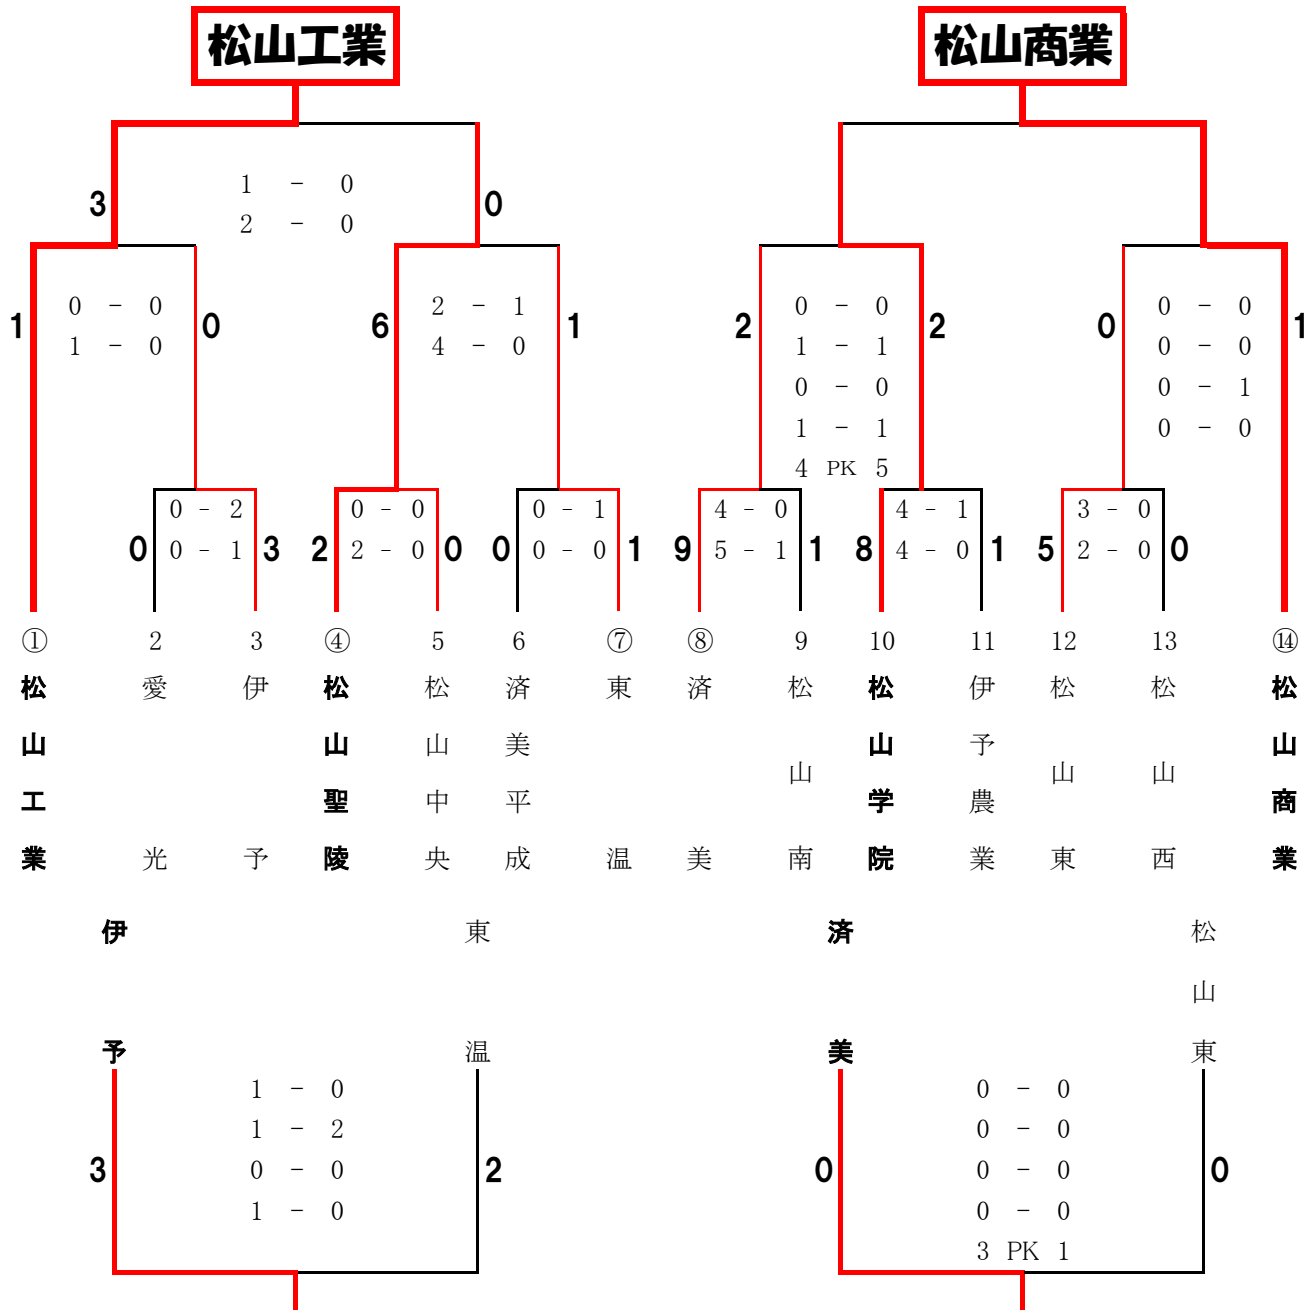 松山工業 松山商業
1 - 0
3 0
2 - 0
0 - 0 2 - 1 0 - 0 0 - 0
1 0 6 1 2 2 0 1
1 - 0 4 - 0 1 - 1 0 - 0
0 - 0 0 - 1
1 - 1 0 - 0
4 PK 5
0 - 2 0 - 0 0 - 1 4 - 0 4 - 1 3 - 0
0 3 2 0 0 1 9 1 8 1 5 0
0 - 1 2 - 0 0 - 0 5 - 1 4 - 0 2 - 0
① 2 3 ④ 5 6 ⑦ ⑧ 9 10 11 12 13 ⑭
松山工業
愛光
伊予
松山聖陵
松山中央
済美平成
東温
済美
松山南
松山学院
伊予農業
松山東
松山西
松山商業
伊予
東温
済美
松山東
1 - 0 0 - 0
1 - 2 0 - 0
3 2 0 0
0 - 0 0 - 0
1 - 0 0 - 0
3 PK 1